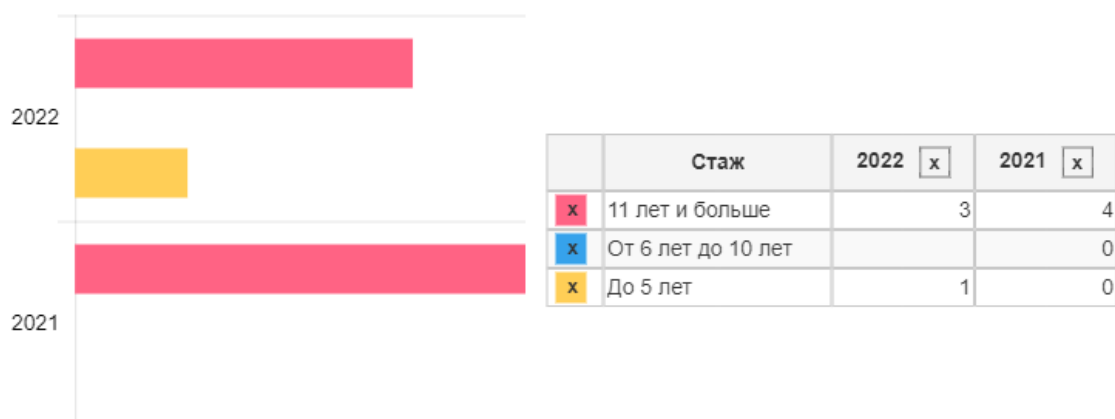 2022
2021
Стаж 2022 x 2021 x
x 11 лет и больше 3 4
x От 6 лет до 10 лет 0
x До 5 лет 1 0